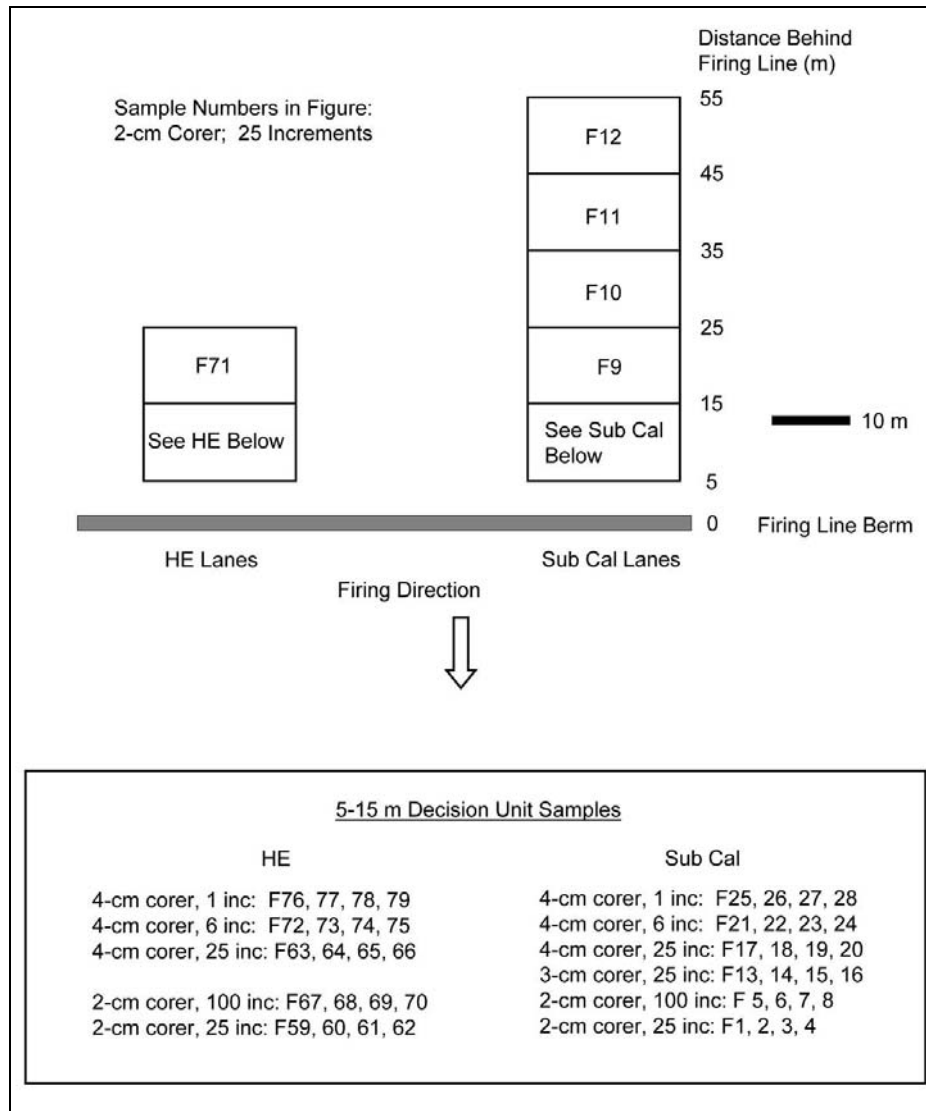 Distance Behind
Firing Line (m)
Sample Numbers in Figure:
2-cm Corer; 25 Increments
55
F12
45
F11
35
F10
25
F71
F9
15
See HE Below
See Sub Cal
Below
10 m
5
0
Firing Line Berm
HE Lanes
Sub Cal Lanes
Firing Direction
5-15 m Decision Unit Samples
HE
4-cm corer, 1 inc: F76, 77, 78, 79
4-cm corer, 6 inc: F72, 73, 74, 75
4-cm corer, 25 inc: F63, 64, 65, 66
2-cm corer, 100 inc: F67, 68, 69, 70
2-cm corer, 25 inc: F59, 60, 61, 62
Sub Cal
4-cm corer, 1 inc: F25, 26, 27, 28
4-cm corer, 6 inc: F21, 22, 23, 24
4-cm corer, 25 inc: F17, 18, 19, 20
3-cm corer, 25 inc: F13, 14, 15, 16
2-cm corer, 100 inc: F 5, 6, 7, 8
2-cm corer, 25 inc: F1, 2, 3, 4